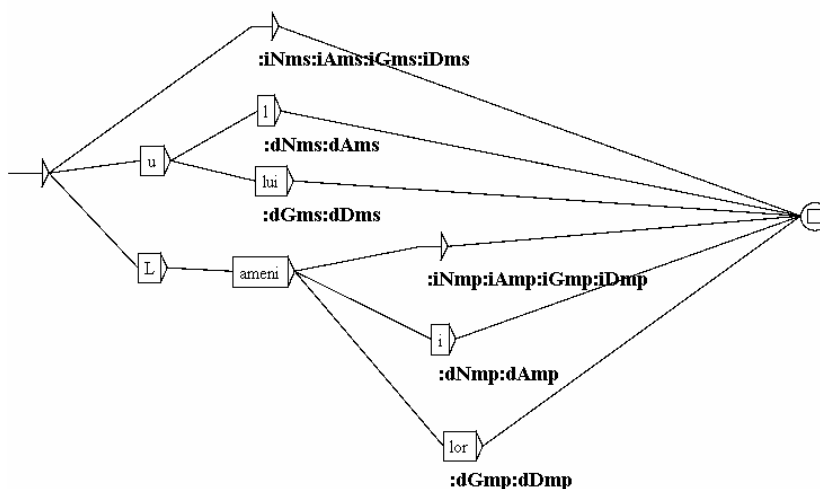 :iNms:iAms:iGms:iDms
l
:dNms:dAms
u
lui
:dGms:dDms
L
ameni
:iNmp:iAmp:iGmp:iDmp
i
:dNmp:dAmp
lor
:dGmp:dDmp